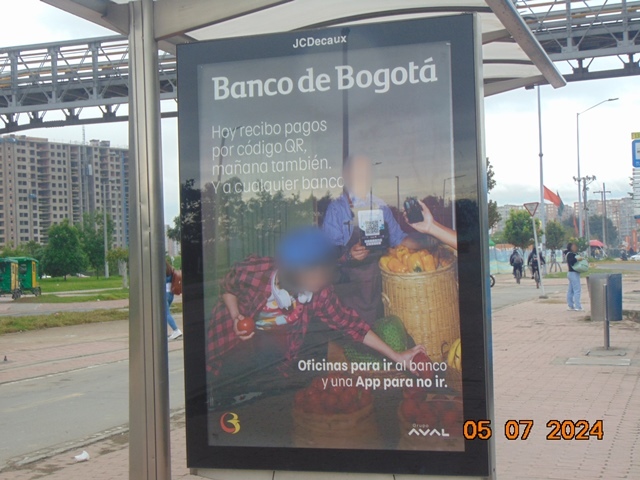 JCDecaux
Banco de Bogotá
Hoy recibo pagos
por código QR,
mañana también.
Y a cualquier banco
Oficinas para ir al banco
y una App para no ir.
Grupo
AVAL
05 07 2024